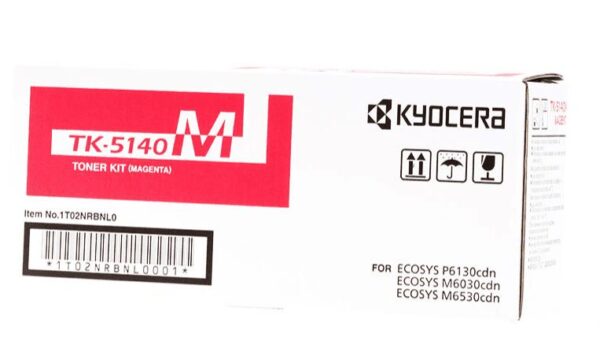 TK-5140 M
TONER KIT (MAGENTA)
Item No.1T02NRBNL0
*1T02NRBNL0001*
KYOCERA
FOR ECOSYS P6130cdn
ECOSYS M6030cdn
ECOSYS M6530cdn